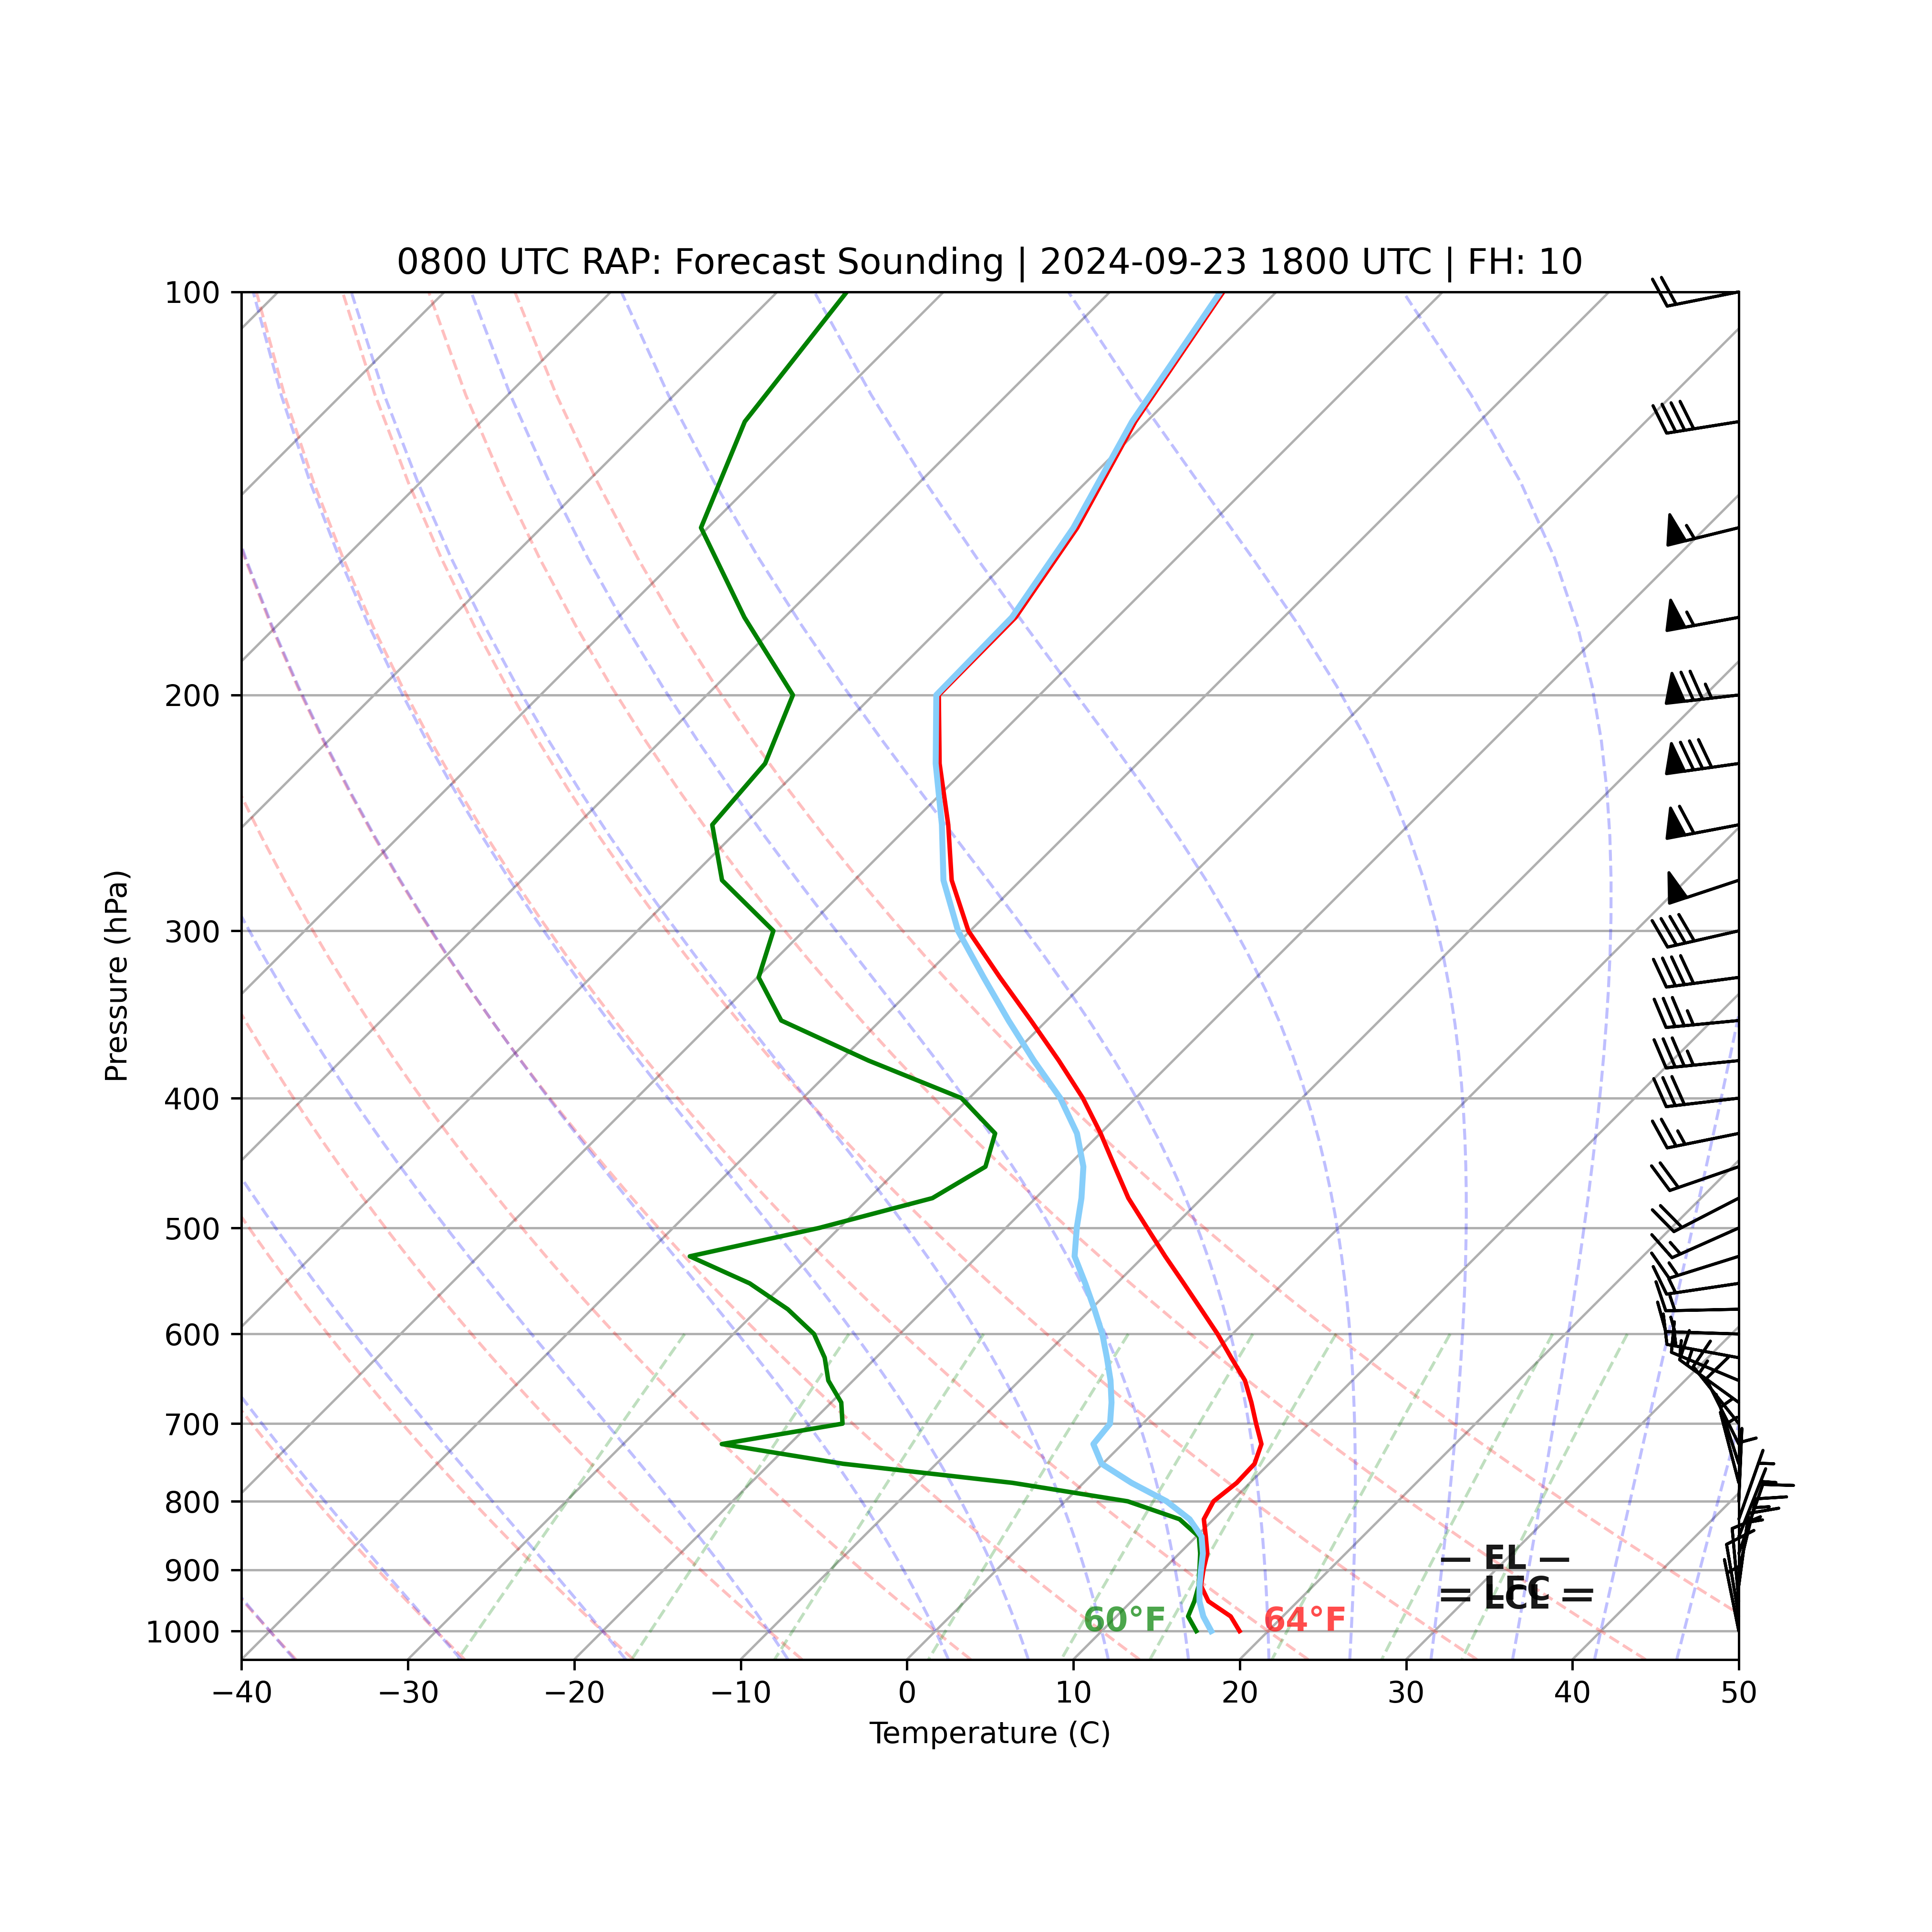 0800 UTC RAP: Forecast Sounding | 2024-09-23 1800 UTC | FH: 10
100
200
300
400
500
600
700
800
900
1000
Pressure (hPa)
— EL —
60°F
64°F
−40 −30 −20 −10 0 10 20 30 40 50
Temperature (C)